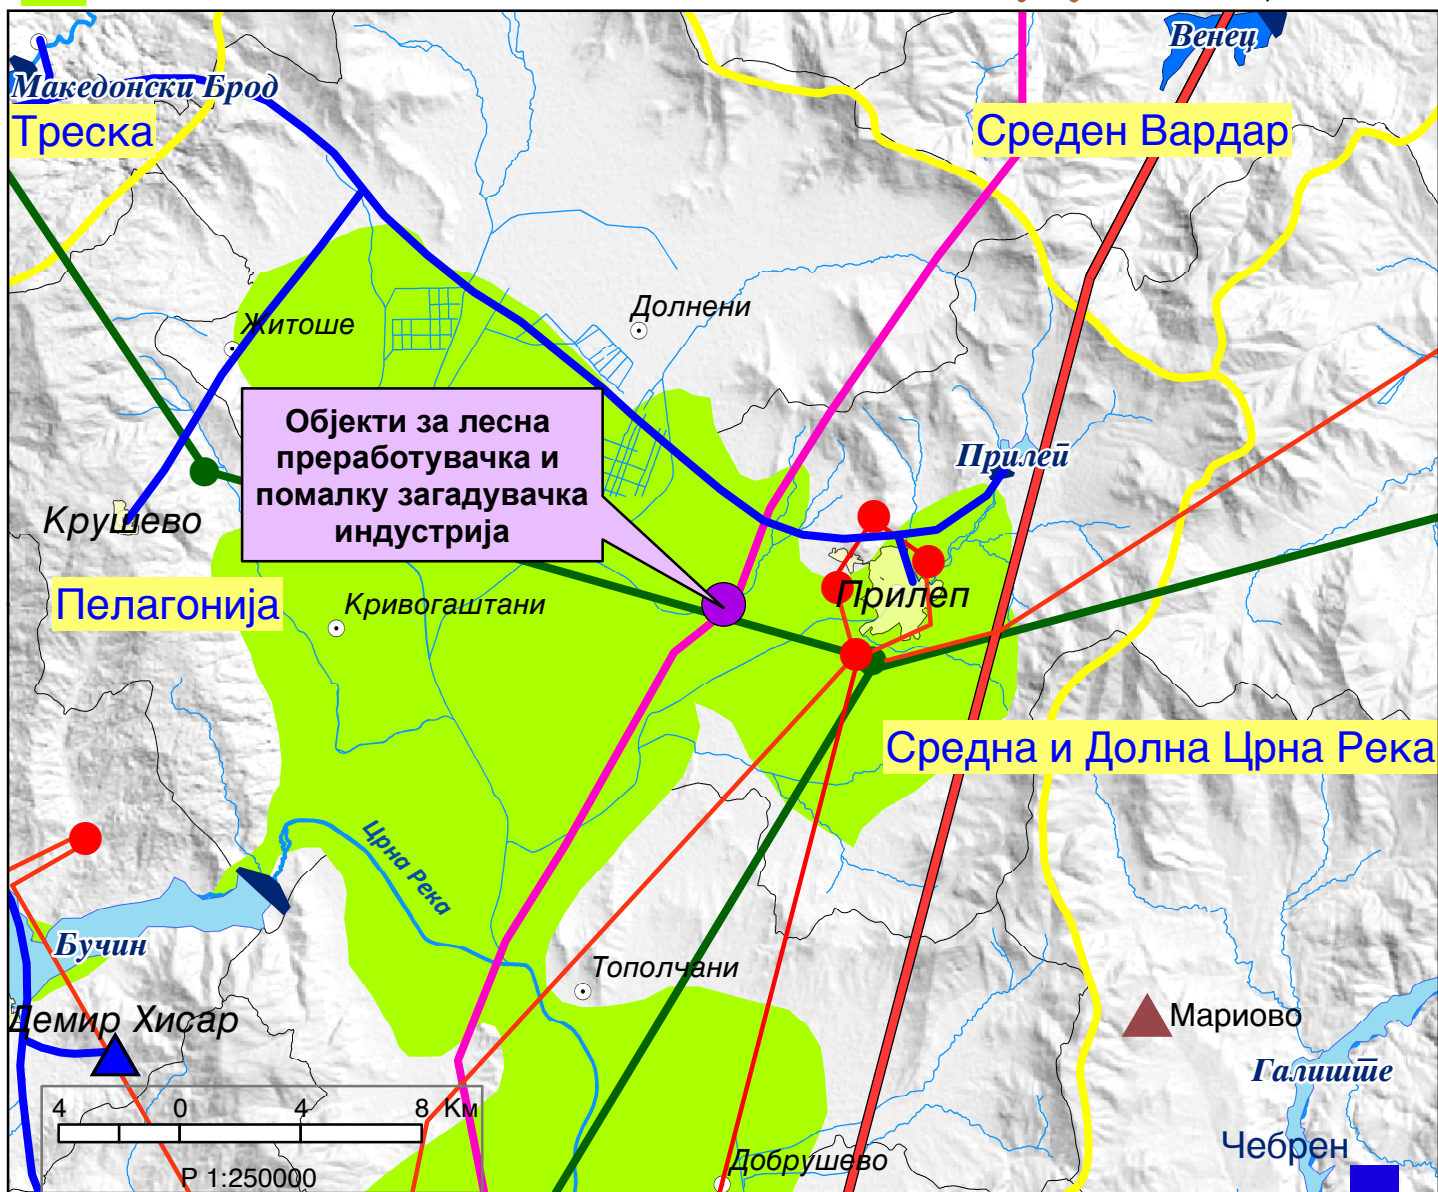 Венец
Македонски Брод
Треска
Среден Вардар
Долнени
Житоше
Објекти за лесна
преработувачка и
помалку загадувачка
индустрија
Прилеп
Крушево
Прилеп
Пелагонија
Кривогаштани
Средна и Долна Црна Река
Црна Река
Бучин
Тополчани
Демир Хисар
Мариово
Галиште
4 0 4 8 Км
Чебрен
Р 1:250000
Добрушево